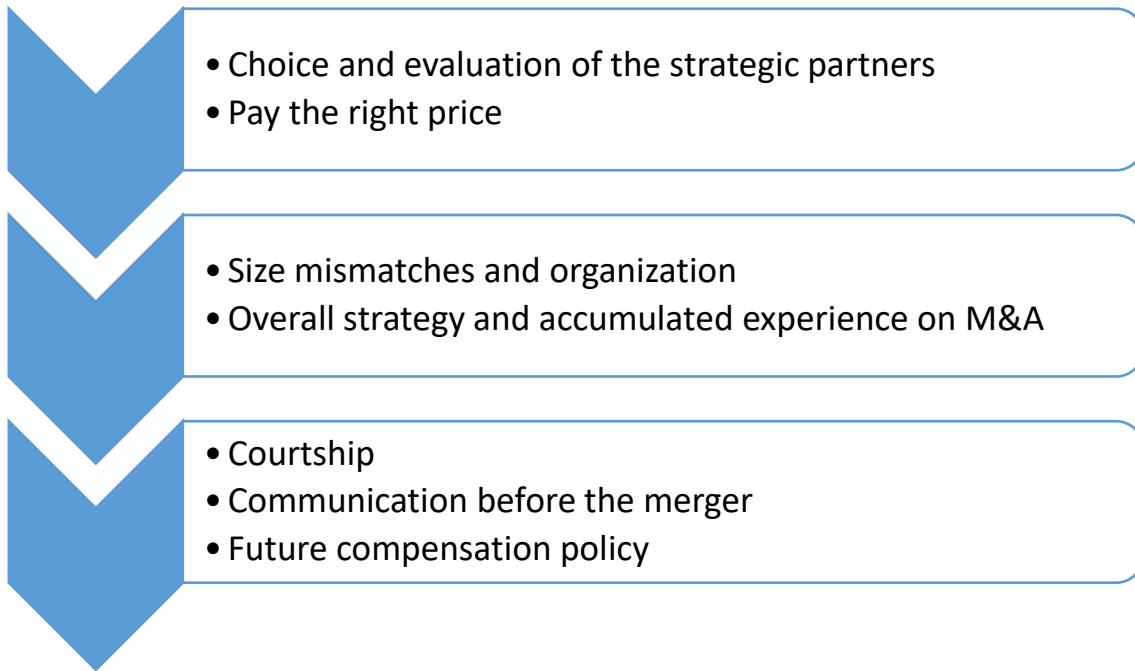 • Choice and evaluation of the strategic partners
• Pay the right price
• Size mismatches and organization
• Overall strategy and accumulated experience on M&A
• Courtship
• Communication before the merger
• Future compensation policy